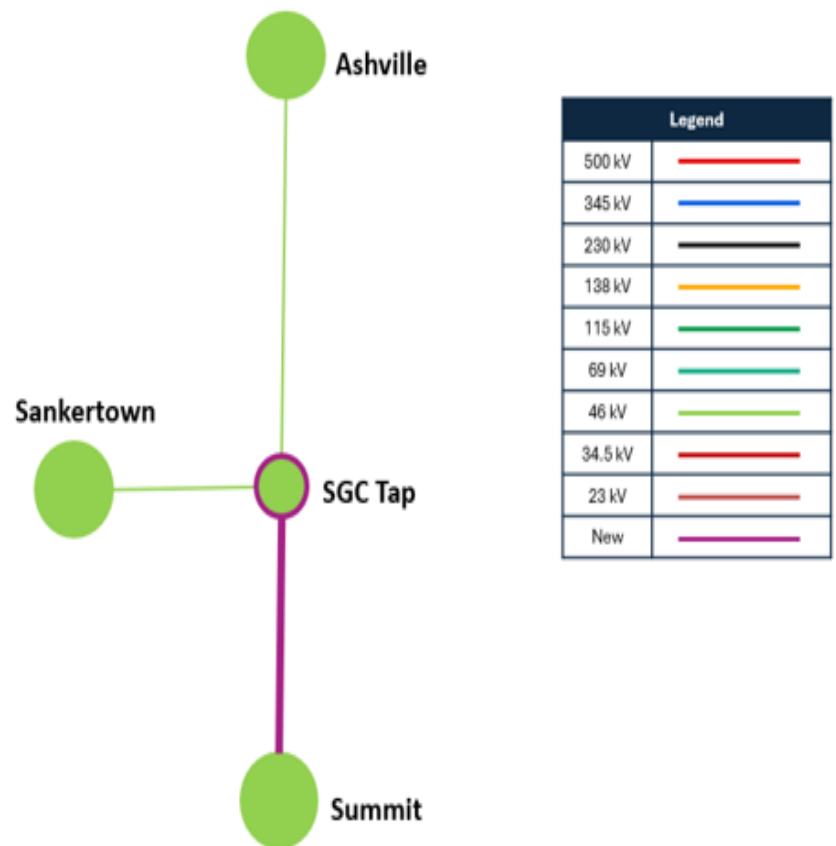 Ashville
Legend
500 kV
345 kV
230 kV
138 kV
115 kV
69 kV
Sankertown
46 kV
34.5 kV
SGC Tap
23 kV
New
Summit